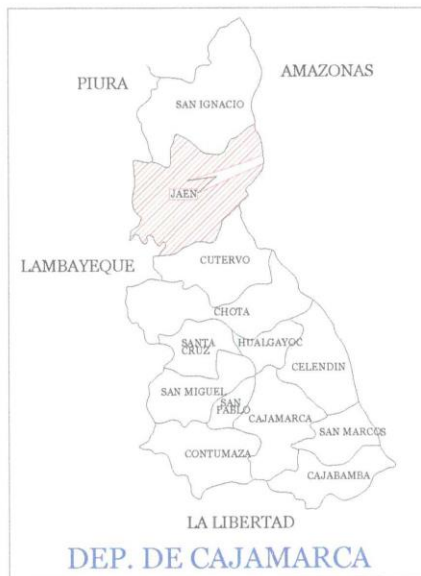 PIURA
AMAZONAS
SAN IGNACIO
JAEN
LAMBAYEQUE
CUTERVO
CHOTA
SANTA
CRUZ
HUALGAYOC
CELENDIN
SAN MIGUEL
SAN
PABLO
CAJAMARCA
SAN MARCOS
CONTUMAZA
CAJABAMBA
LA LIBERTAD
DEP. DE CAJAMARCA